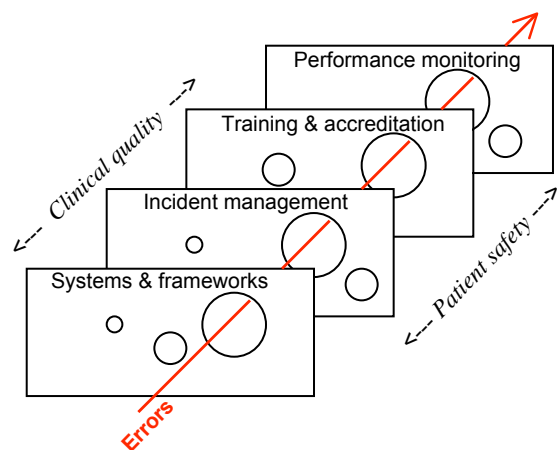 Performance monitoring
Training & accreditation
Clinical quality
Incident management
Patient safety
Systems & frameworks
Errors